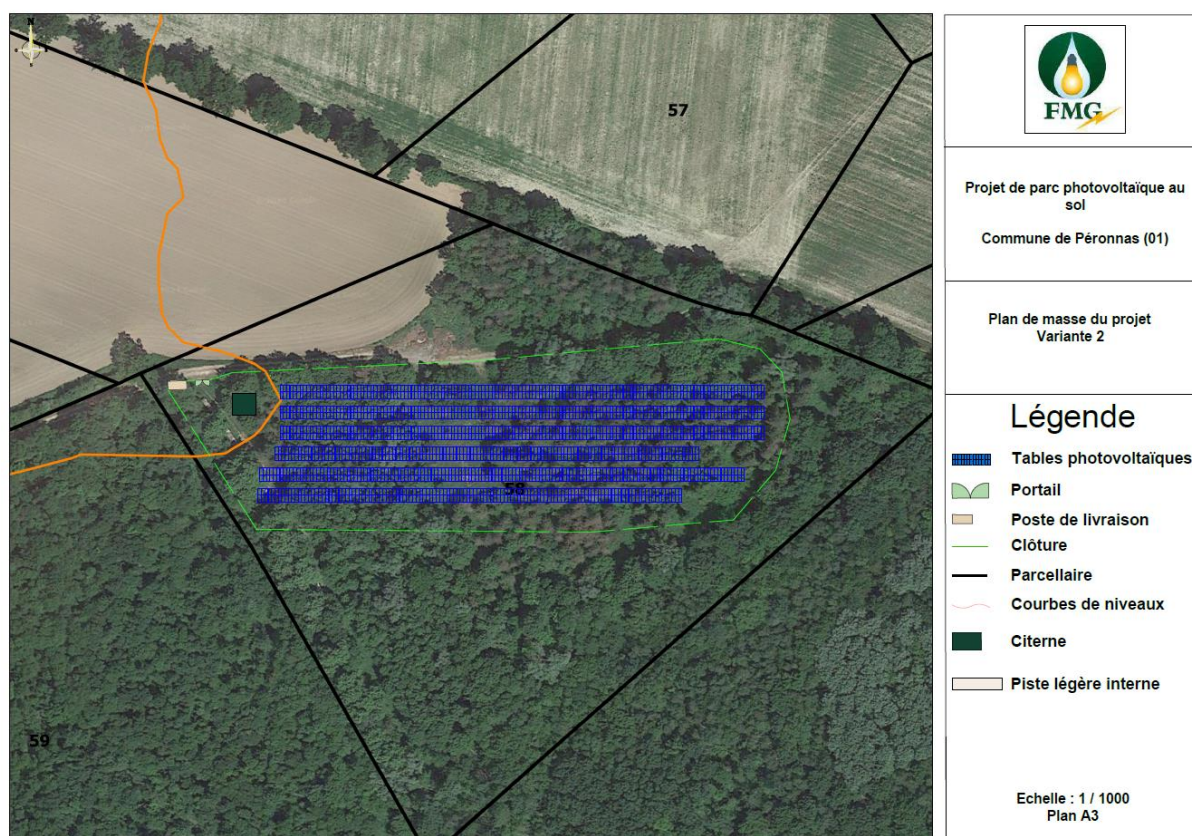 N
57
58
59
FMG
Projet de parc photovoltaïque au
sol
Commune de Péronnas (01)
Plan de masse du projet
Variante 2
Légende
Tables photovoltaïques
Portail
Poste de livraison
Clôture
Parcellaire
Courbes de niveaux
Citerne
Piste légère interne
Echelle : 1 / 1000
Plan A3